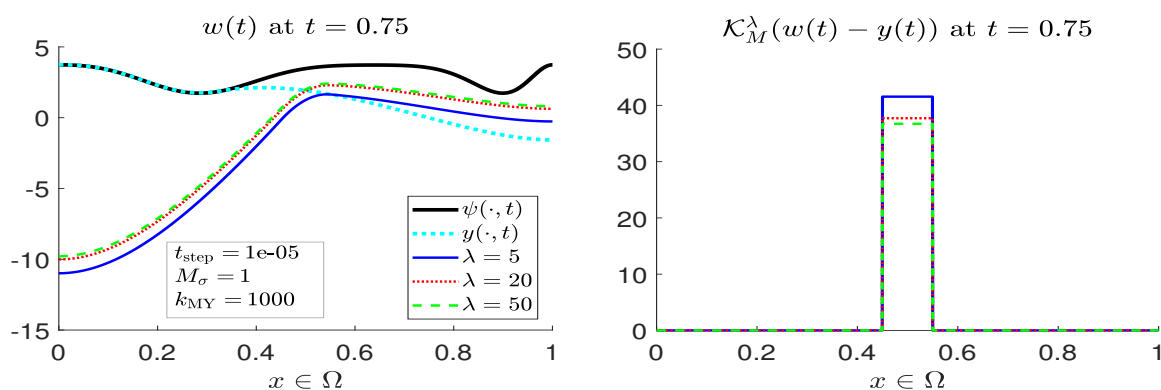 w(t) at t = 0.75
5
0
-5
-10
-15
0
0.2
0.4
0.6
0.8
1
x ∈ Ω
t_step = 1e-05
M_σ = 1
k_MY = 1000
ψ(·, t)
y(·, t)
λ = 5
λ = 20
λ = 50
𝒦_M^λ(w(t) − y(t)) at t = 0.75
50
40
30
20
10
0
0
0.2
0.4
0.6
0.8
1
x ∈ Ω